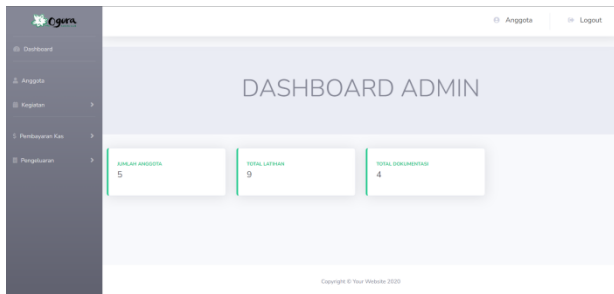 Ogura
Anggota
Logout
Dashboard
Anggota
Kegiatan
Pembayaran Kas
Pengeluaran
DASHBOARD ADMIN
JUMLAH ANGGOTA
5
TOTAL LATIHAN
9
TOTAL DOKUMENTASI
4
Copyright © Your Website 2020